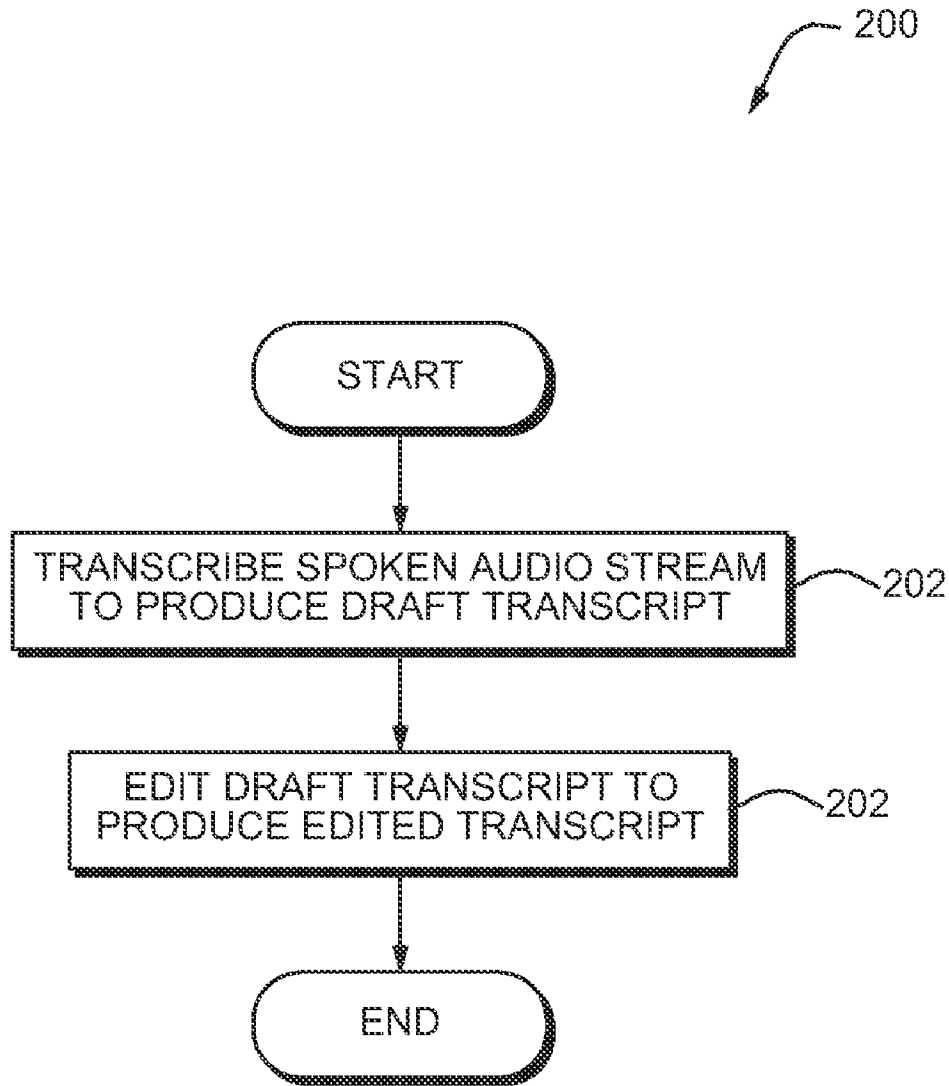 200
START
TRANSCRIBE SPOKEN AUDIO STREAM
TO PRODUCE DRAFT TRANSCRIPT
202
EDIT DRAFT TRANSCRIPT TO
PRODUCE EDITED TRANSCRIPT
202
END